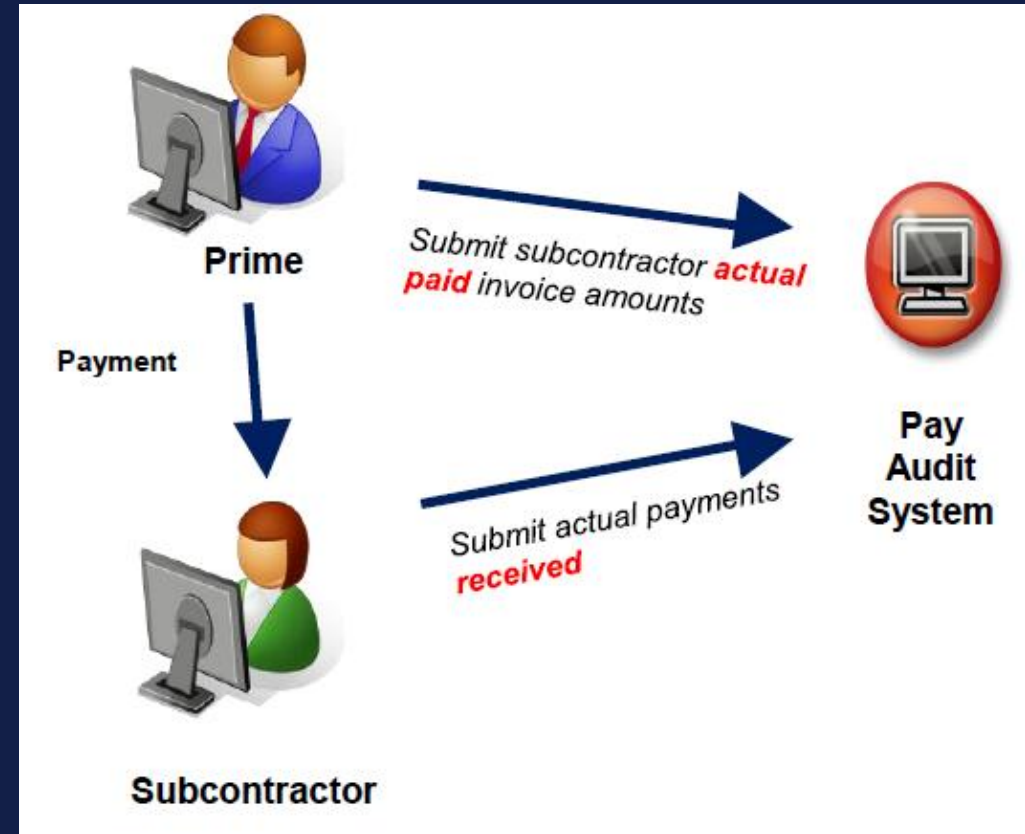 Prime
Submit subcontractor actual
paid invoice amounts
Payment
Pay
Audit
System
Submit actual payments
received
Subcontractor